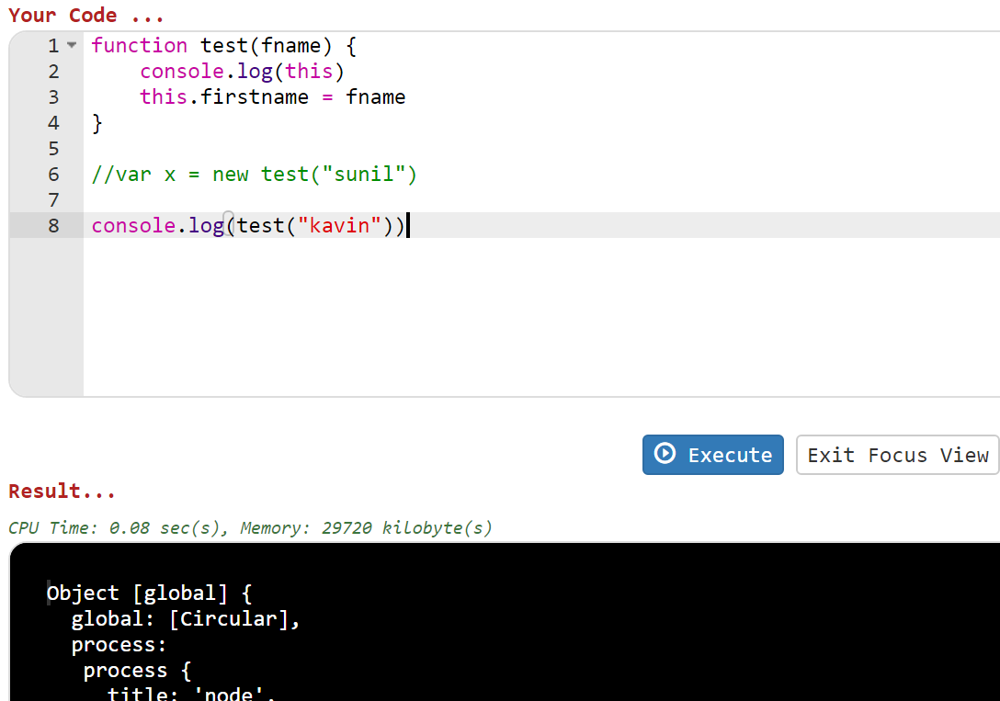 Your Code ...
1 function test(fname) {
2     console.log(this)
3     this.firstname = fname
4 }
5
6 //var x = new test("sunil")
7
8 console.log(test("kavin"))
Execute
Exit Focus View
Result...
CPU Time: 0.08 sec(s), Memory: 29720 kilobyte(s)
Object [global] {
  global: [Circular],
  process:
   process {
     title: 'node',